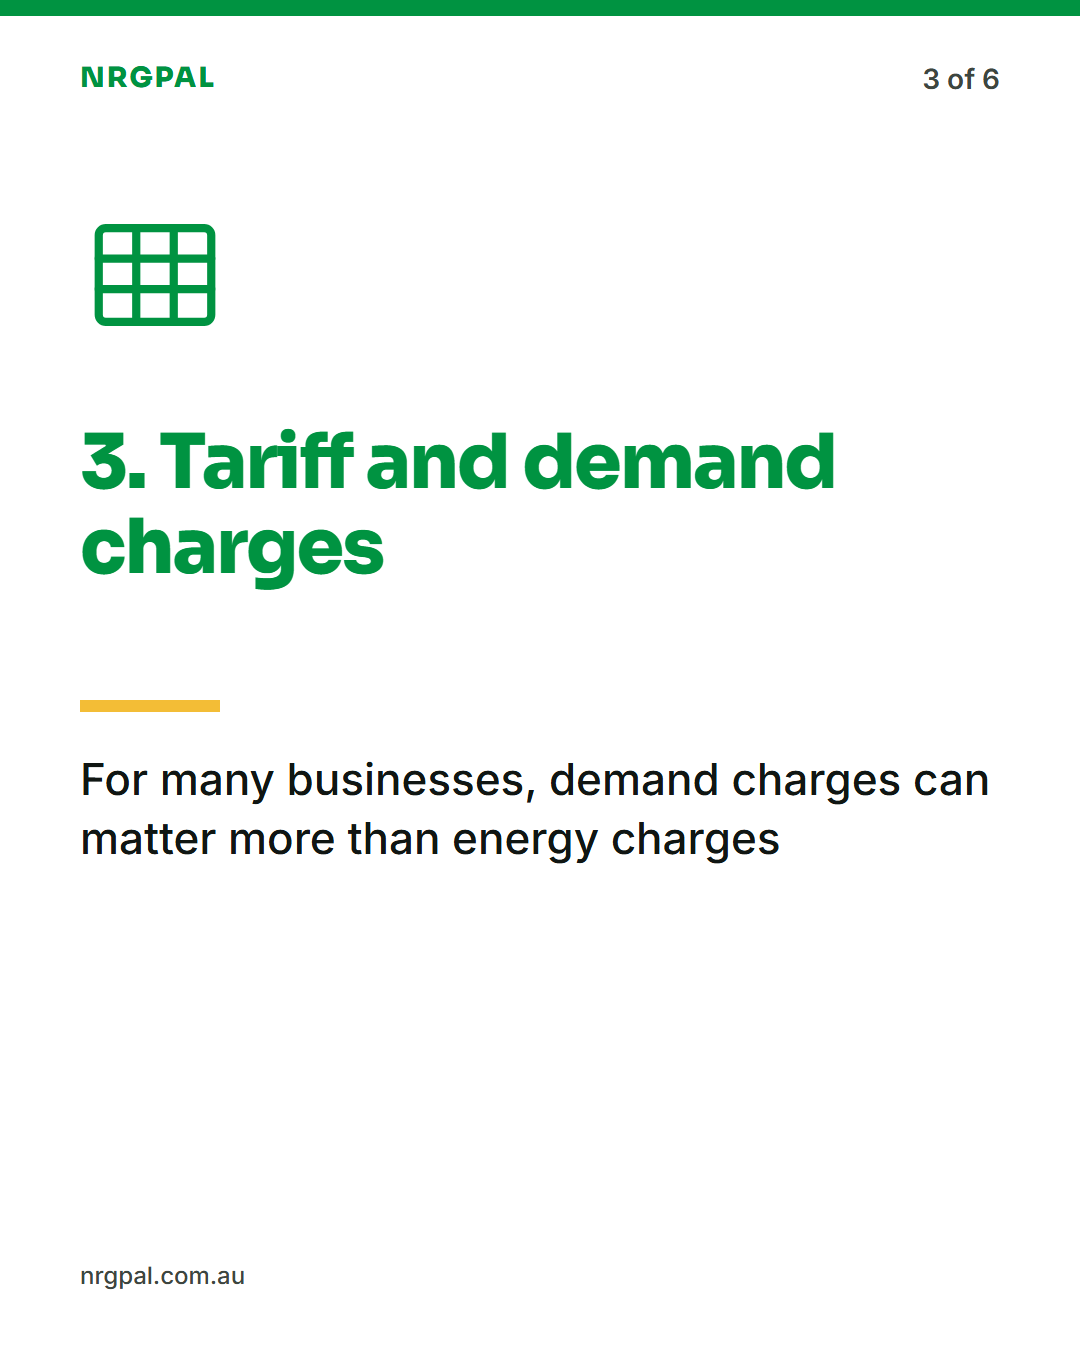 NRGPAL
3 of 6
3. Tariff and demand
charges
For many businesses, demand charges can
matter more than energy charges
nrgpal.com.au